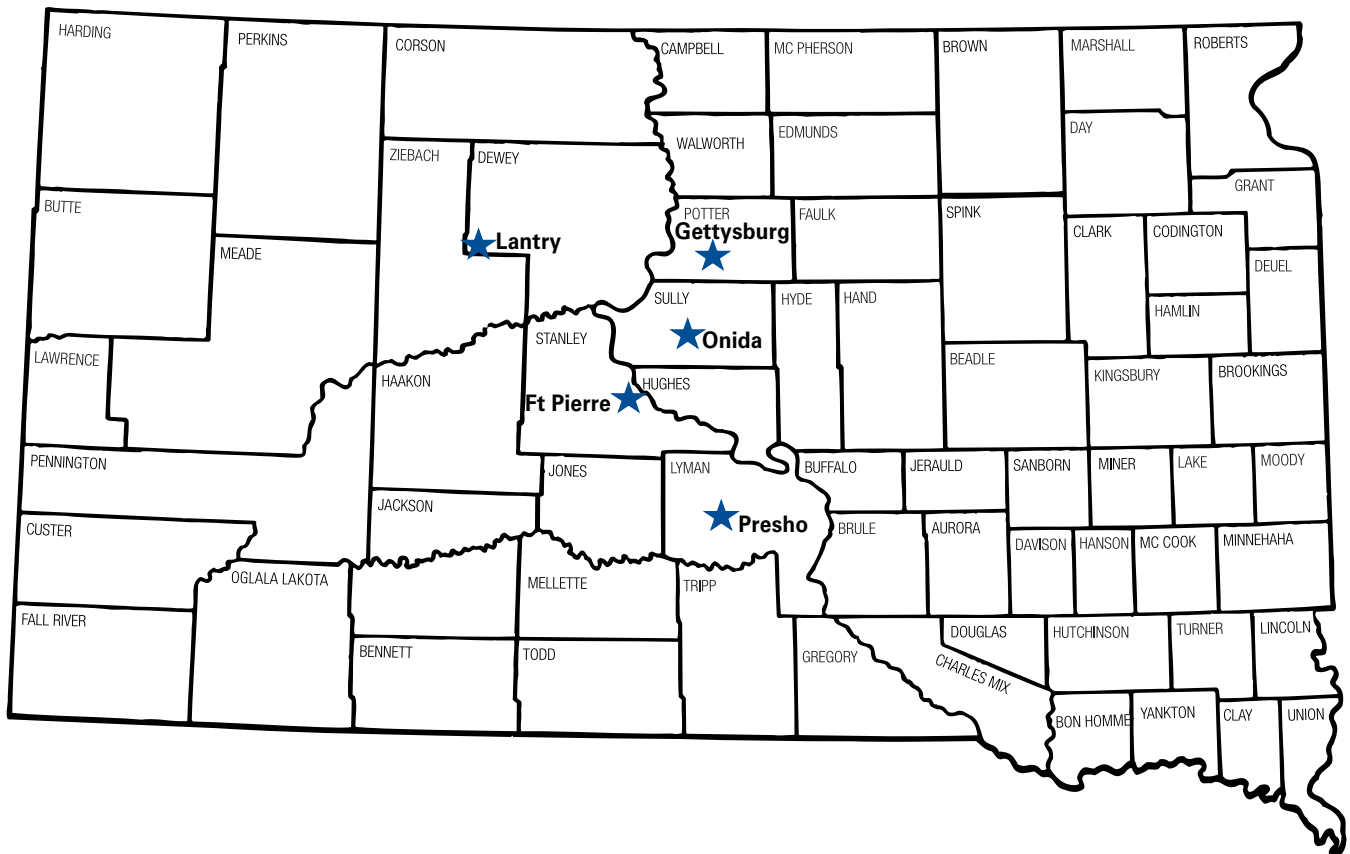 HARDING
PERKINS
CORSON
CAMPBELL
MC PHERSON
BROWN
MARSHALL
ROBERTS
WALWORTH
EDMUNDS
DAY
ZIEBACH
DEWEY
GRANT
BUTTE
POTTER
FAULK
SPINK
Gettysburg
CLARK
CODINGTON
Lantry
MEADE
DEUEL
SULLY
HYDE
HAND
HAMLIN
STANLEY
Onida
LAWRENCE
BEADLE
KINGSBURY
BROOKINGS
HAAKON
HUGHES
Ft Pierre
PENNINGTON
JONES
LYMAN
BUFFALO
JERAULD
SANBORN
MINER
LAKE
MOODY
JACKSON
Presho
CUSTER
BRULE
AURORA
DAVISON
HANSON
MC COOK
MINNEHAHA
OGLALA LAKOTA
MELLETTE
TRIPP
FALL RIVER
DOUGLAS
HUTCHINSON
TURNER
LINCOLN
BENNETT
TODD
GREGORY
CHARLES MIX
BON HOMME
YANKTON
CLAY
UNION